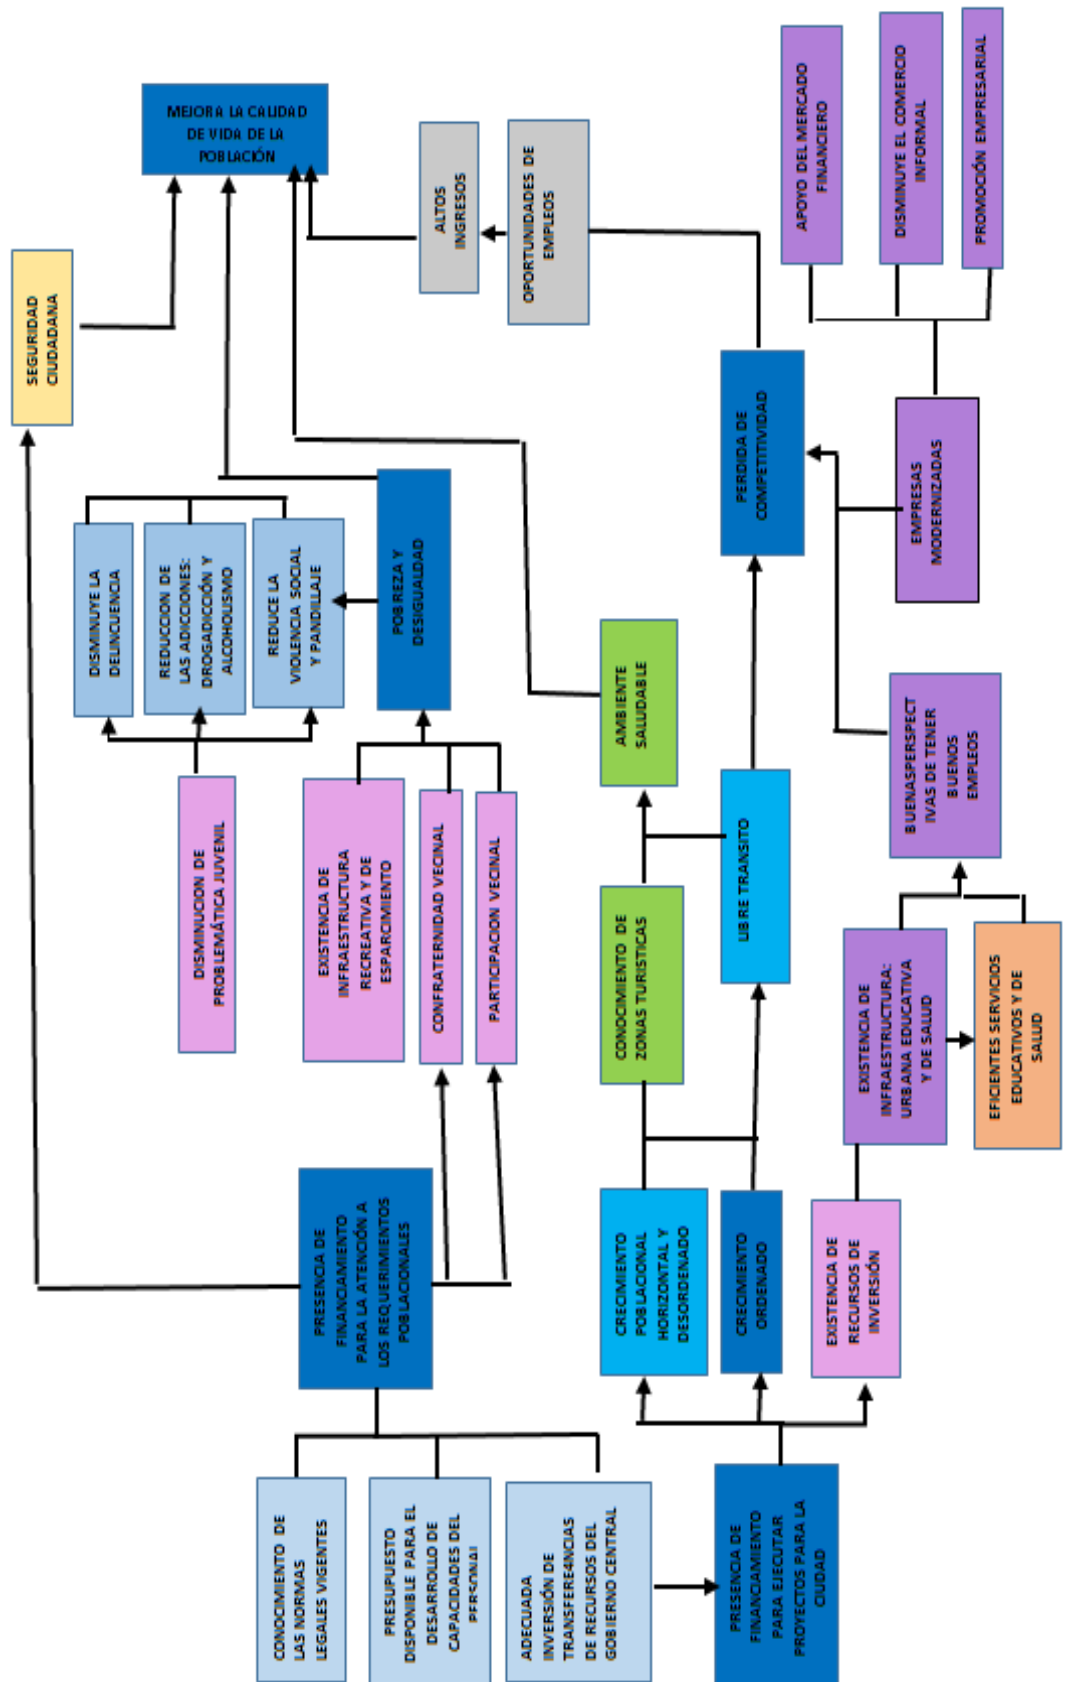 SEGURIDAD
CIUDADANA
MEJORA LA CALIDAD
DE VIDA DE LA
POBLACIÓN
DISMINUYE LA
DELINCUENCIA
REDUCCION DE
LAS ADICCIONES:
DROGADICCIÓN Y
ALCOHOLISMO
REDUCE LA
VIOLENCIA SOCIAL
Y PANDILLAJE
DISMINUCION DE
PROBLEMÁTICA JUVENIL
POBREZA Y
DESIGUALDAD
EXISTENCIA DE
INFRAESTRUCTURA
RECREATIVA Y DE
ESPARCIMIENTO
CONFRATERNIDAD VECINAL
PARTICIPACION VECINAL
PRESENCIA DE
FINANCIAMIENTO
PARA LA ATENCIÓN A
LOS REQUERIMIENTOS
POBLACIONALES
CONOCIMIENTO DE
LAS NORMAS
LEGALES VIGENTES
PRESUPUESTO
DISPONIBLE PARA EL
DESARROLLO DE
CAPACIDADES DEL
PERSONAL
ADECUADA
INVERSIÓN DE
TRANSFERE4NCIAS
DE RECURSOS DEL
GOBIERNO CENTRAL
ALTOS
INGRESOS
OPORTUNIDADES DE
EMPLEOS
AMBIENTE
SALUDABLE
CONOCIMIENTO DE
ZONAS TURISTICAS
CRECIMIENTO
POBLACIONAL
HORIZONTAL Y
DESORDENADO
CRECIMIENTO
ORDENADO
LIBRE TRANSITO
PERDIDA DE
COMPETITIVIDAD
PRESENCIA DE
FINANCIAMIENTO
PARA EJECUTAR
PROYECTOS PARA LA
CIUDAD
EXISTENCIA DE
RECURSOS DE
INVERSIÓN
EXISTENCIA DE
INFRAESTRUCTURA:
URBANA EDUCATIVA
Y DE SALUD
EFICIENTES SERVICIOS
EDUCATIVOS Y DE
SALUD
BUENASPERSPECT
IVAS DE TENER
BUENOS
EMPLEOS
EMPRESAS
MODERNIZADAS
APOYO DEL MERCADO
FINANCIERO
DISMINUYE EL COMERCIO
INFORMAL
PROMOCIÓN EMPRESARIAL